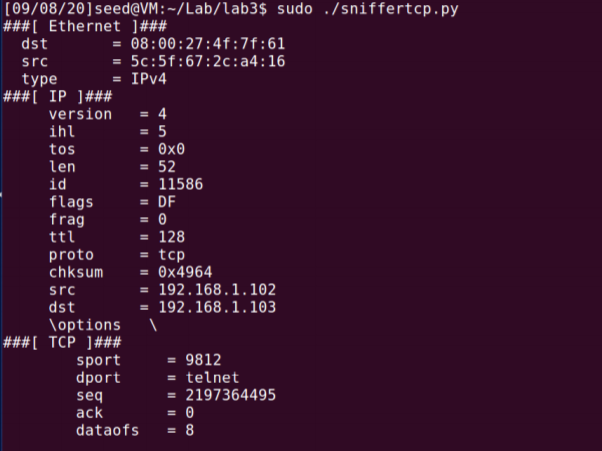 [09/08/20]seed@VM:~/Lab/lab3$ sudo ./sniffertcp.py
###[ Ethernet ]###
  dst       = 08:00:27:4f:7f:61
  src       = 5c:5f:67:2c:a4:16
  type      = IPv4
###[ IP ]###
     version   = 4
     ihl       = 5
     tos       = 0x0
     len       = 52
     id        = 11586
     flags     = DF
     frag      = 0
     ttl       = 128
     proto     = tcp
     chksum    = 0x4964
     src       = 192.168.1.102
     dst       = 192.168.1.103
     \options   \
###[ TCP ]###
        sport     = 9812
        dport     = telnet
        seq       = 2197364495
        ack       = 0
        dataofs   = 8